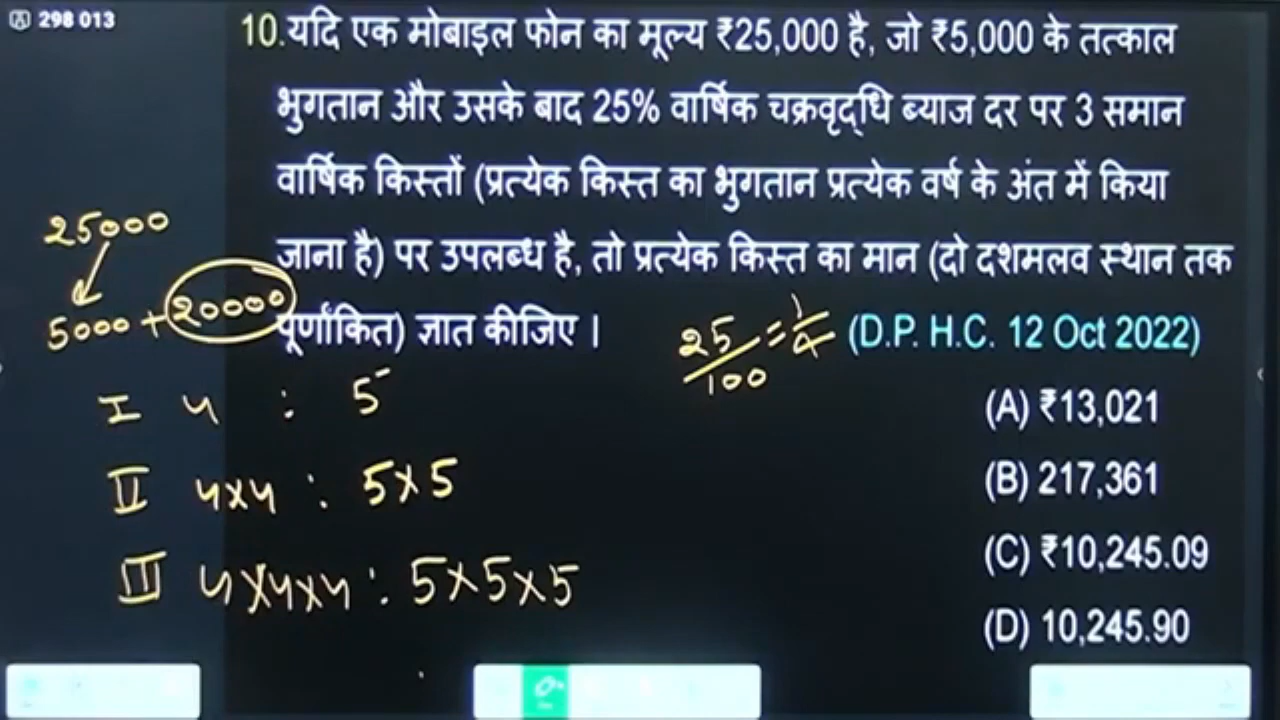 298 013
10.यदि एक मोबाइल फोन का मूल्य ₹25,000 है, जो ₹5,000 के तत्काल
भुगतान और उसके बाद 25% वार्षिक चक्रवृद्धि ब्याज दर पर 3 समान
वार्षिक किस्तों (प्रत्येक किस्त का भुगतान प्रत्येक वर्ष के अंत में किया
जाना है) पर उपलब्ध है, तो प्रत्येक किस्त का मान (दो दशमलव स्थान तक
पूर्णांकित) ज्ञात कीजिए ।
(D.P. H.C. 12 Oct 2022)
25000
5000 + 20000
25/100 = 1/4
I 4 : 5
II 4×4 : 5×5
III 4×4×4 : 5×5×5
(A) ₹13,021
(B) 217,361
(C) ₹10,245.09
(D) 10,245.90